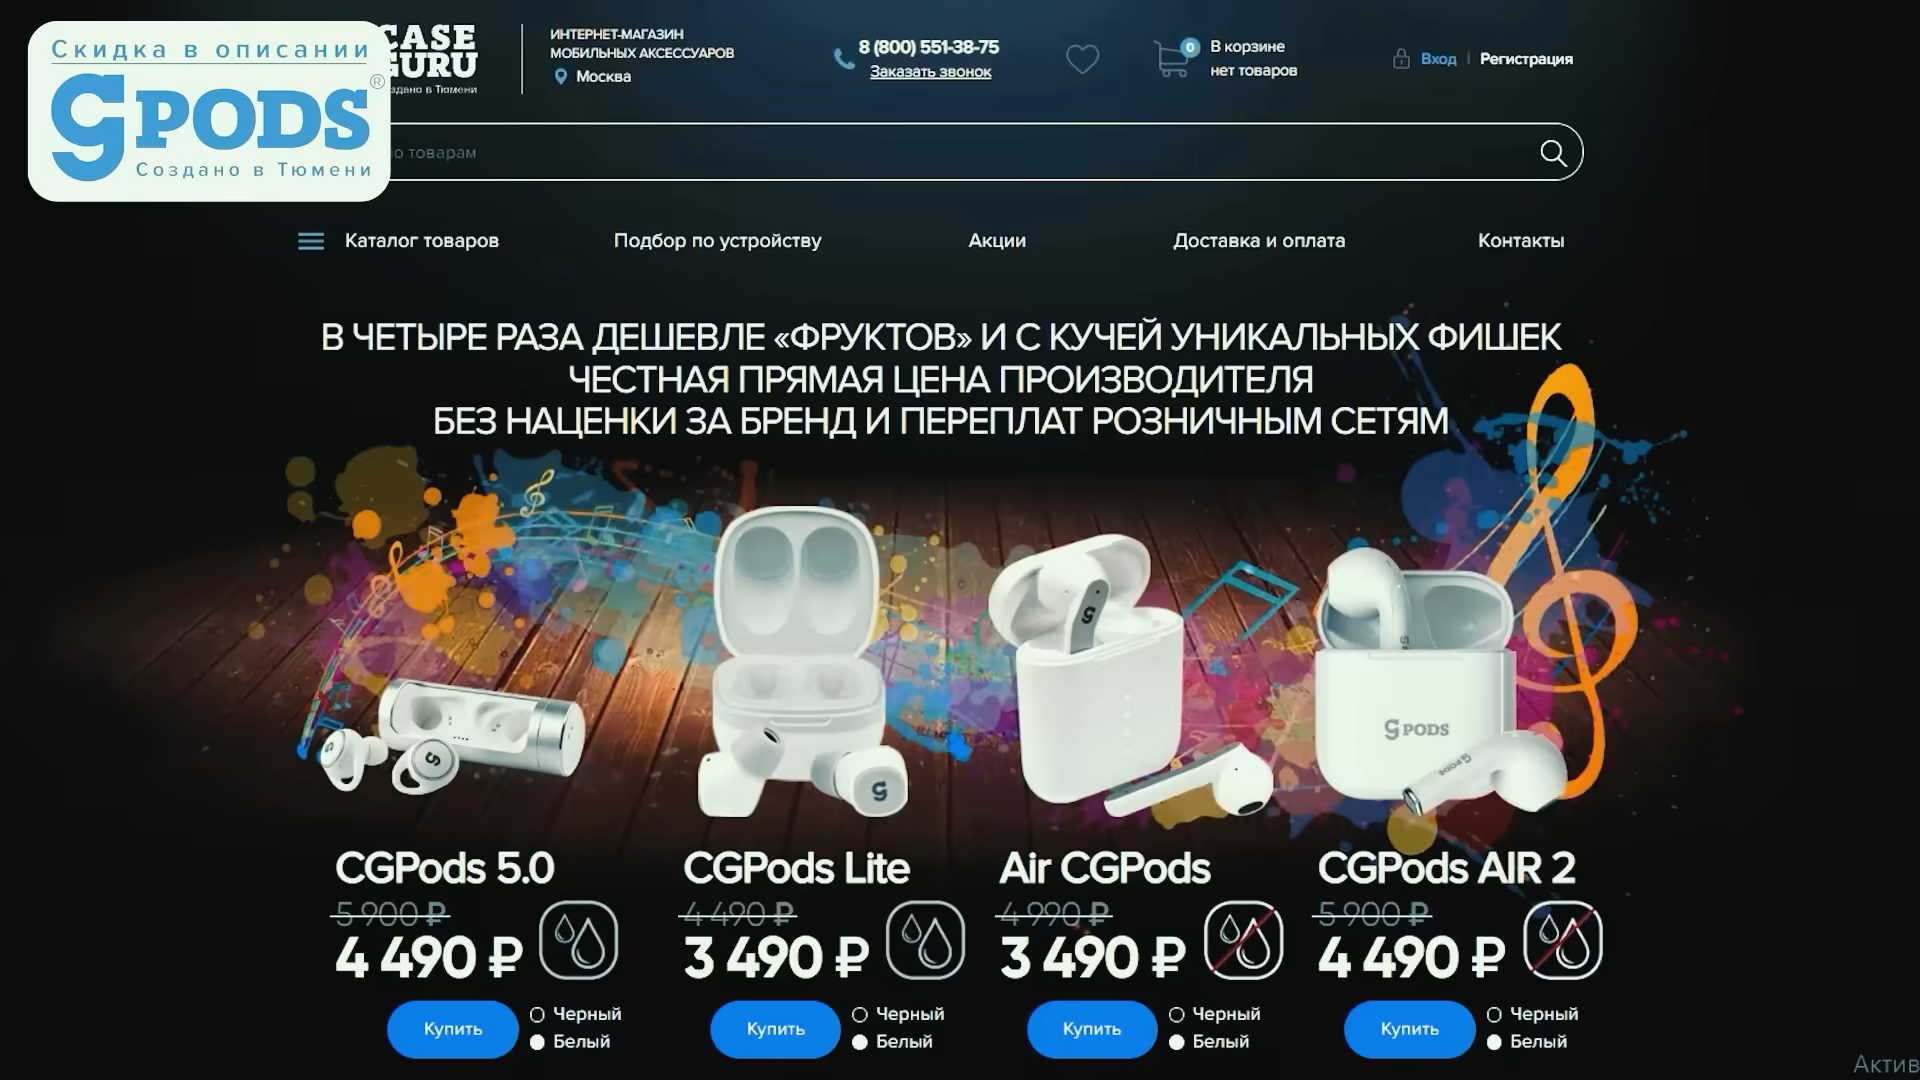 Скидка в описании
gPODS®
Создано в Тюмени
CASE
GURU
здано в Тюмени
ИНТЕРНЕТ-МАГАЗИН
МОБИЛЬНЫХ АКСЕССУАРОВ
Москва
8 (800) 551-38-75
Заказать звонок
0
В корзине
нет товаров
Вход | Регистрация
по товарам
Каталог товаров
Подбор по устройству
Акции
Доставка и оплата
Контакты
В ЧЕТЫРЕ РАЗА ДЕШЕВЛЕ «ФРУКТОВ» И С КУЧЕЙ УНИКАЛЬНЫХ ФИШЕК
ЧЕСТНАЯ ПРЯМАЯ ЦЕНА ПРОИЗВОДИТЕЛЯ
БЕЗ НАЦЕНКИ ЗА БРЕНД И ПЕРЕПЛАТ РОЗНИЧНЫМ СЕТЯМ
gPODS
gPODS
CGPods 5.0
5 900 ₽
4 490 ₽
Купить
Черный
Белый
CGPods Lite
4 490 ₽
3 490 ₽
Купить
Черный
Белый
Air CGPods
4 990 ₽
3 490 ₽
Купить
Черный
Белый
CGPods AIR 2
5 900 ₽
4 490 ₽
Купить
Черный
Белый
Актив